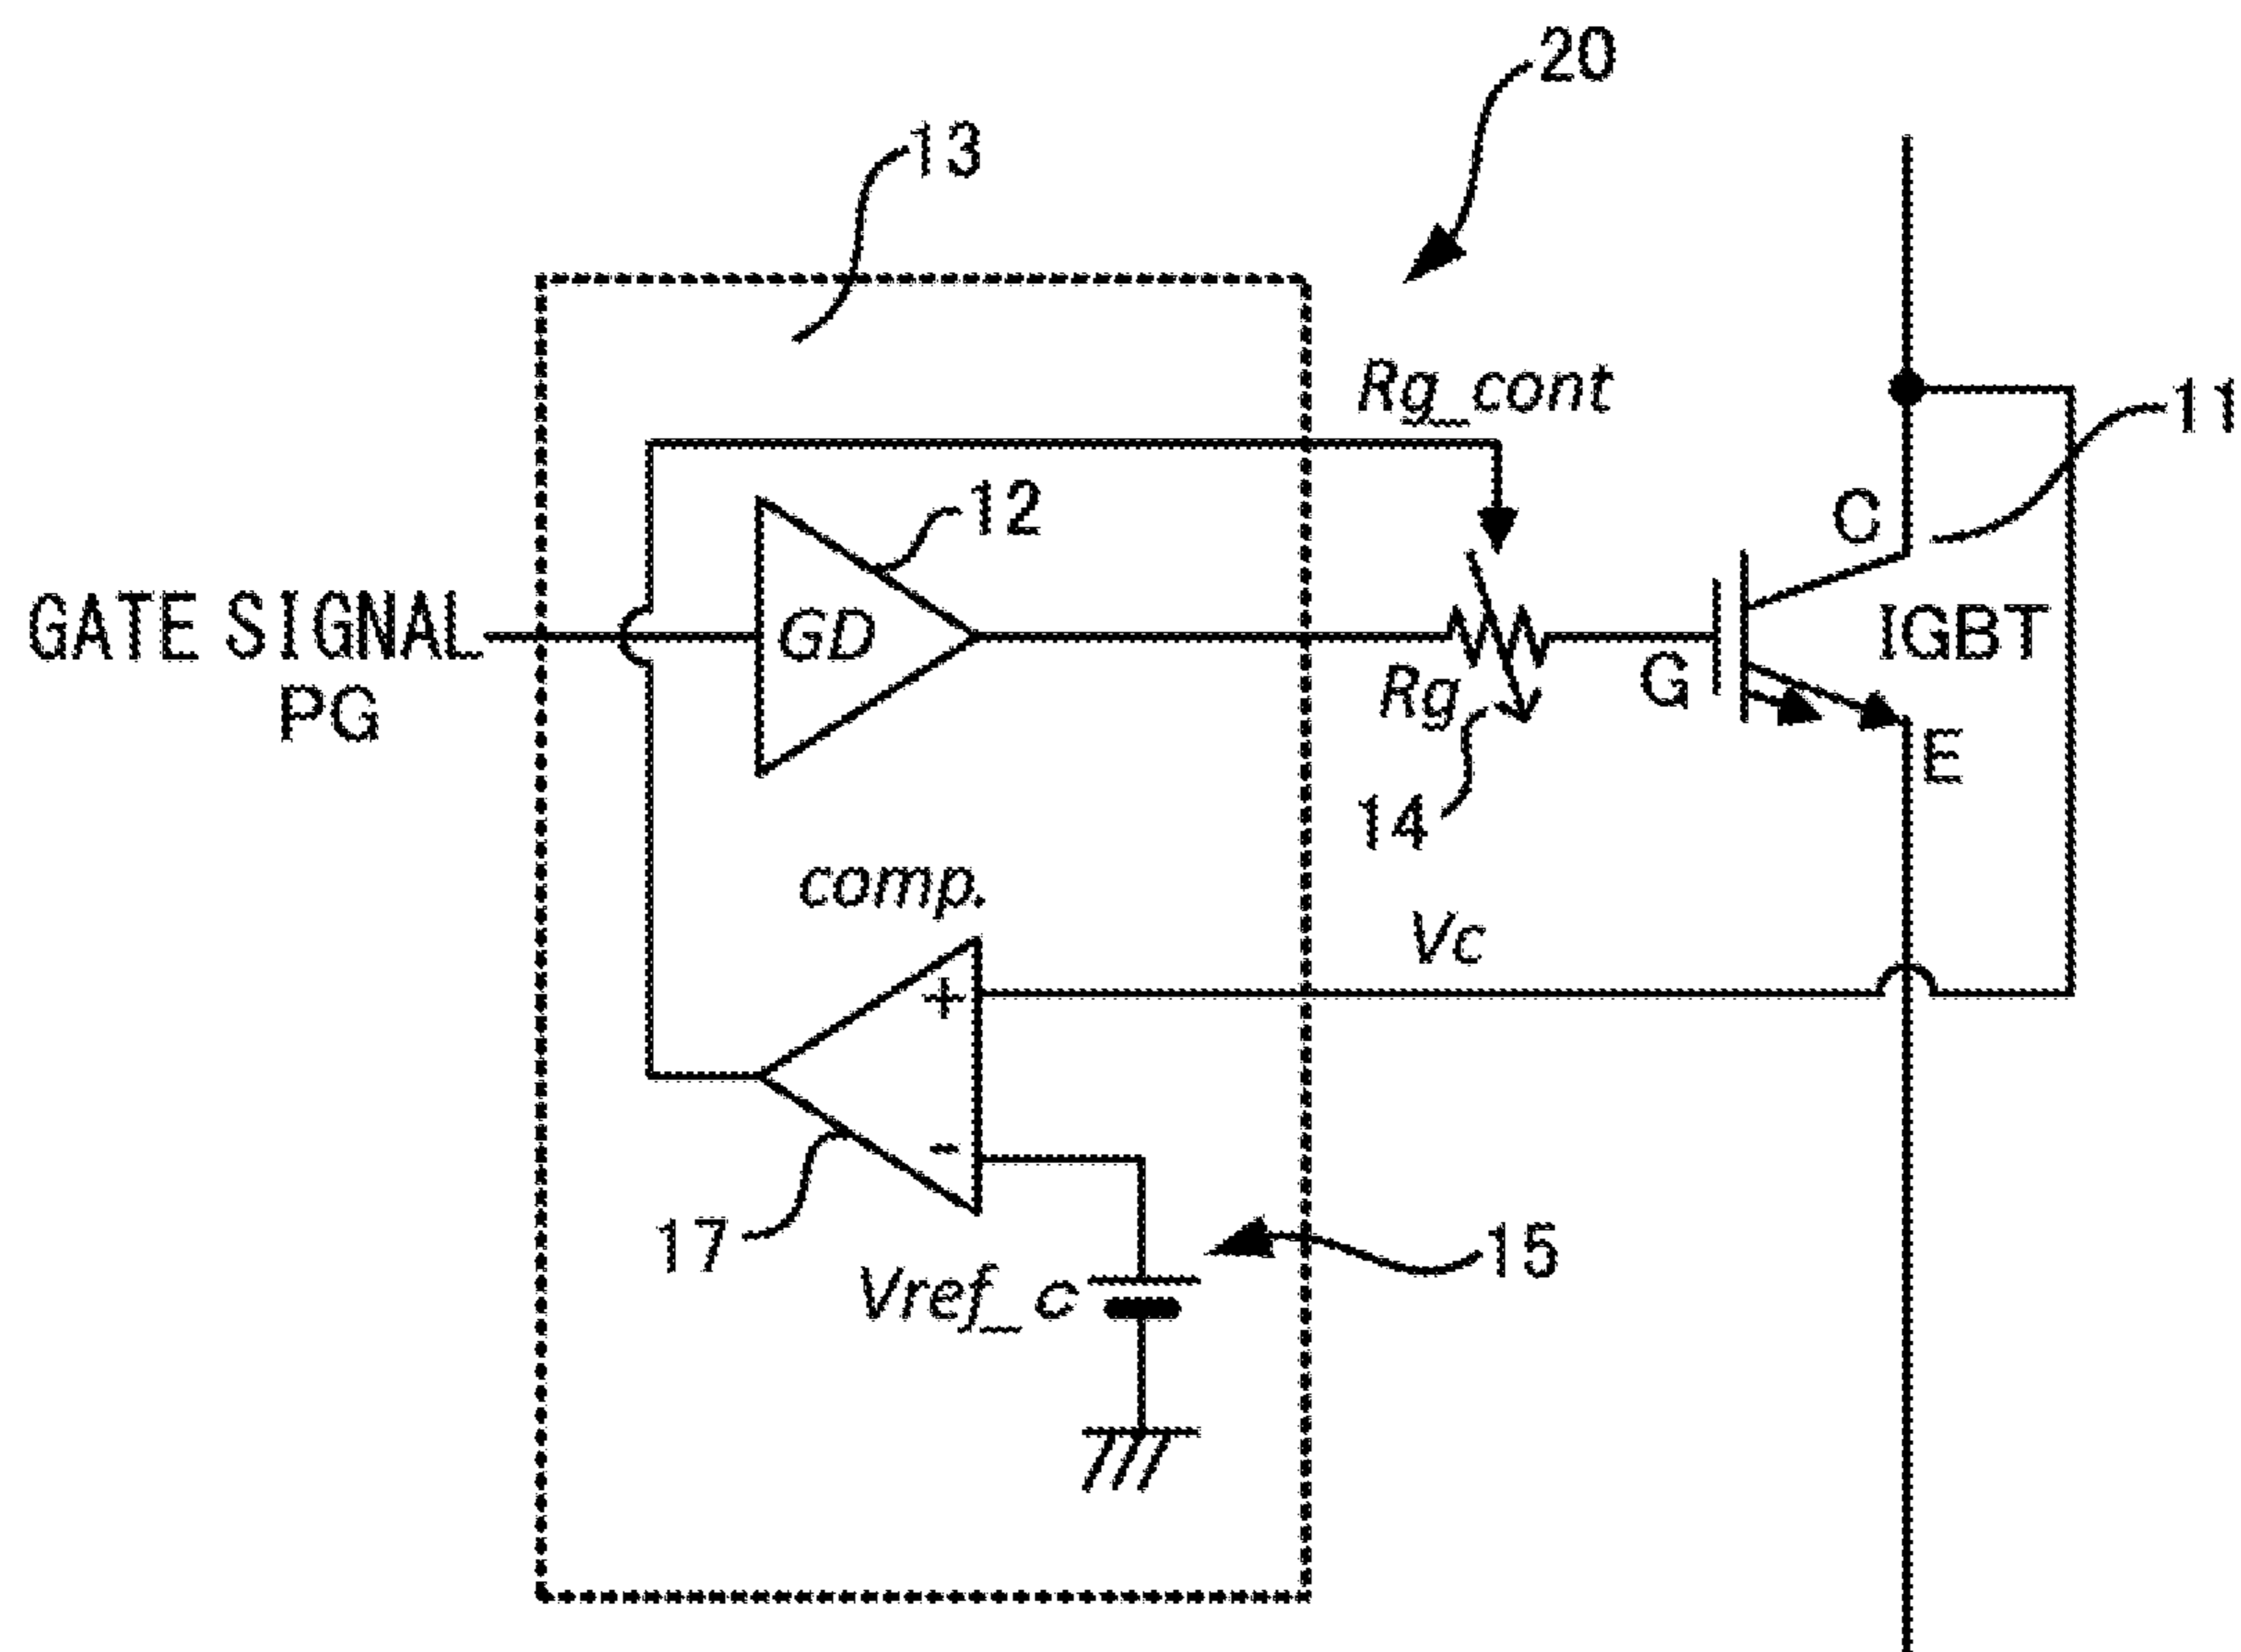 20
13
Rg_cont
11
12
C
GATE SIGNAL
PG
GD
IGBT
Rg
G
E
14
comp.
Vc
+
-
17
15
Vref_c